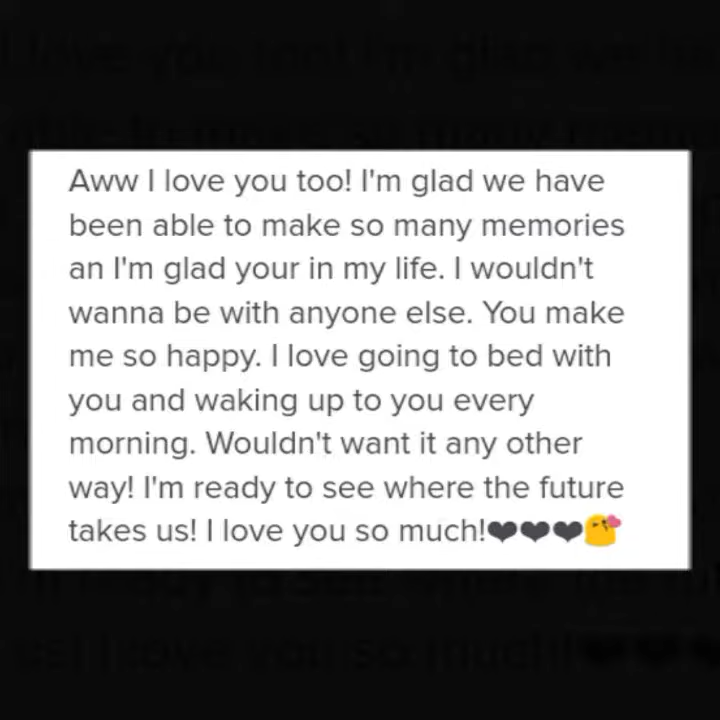 Aww I love you too! I'm glad we have
been able to make so many memories
an I'm glad your in my life. I wouldn't
wanna be with anyone else. You make
me so happy. I love going to bed with
you and waking up to you every
morning. Wouldn't want it any other
way! I'm ready to see where the future
takes us! I love you so much!❤❤❤😘